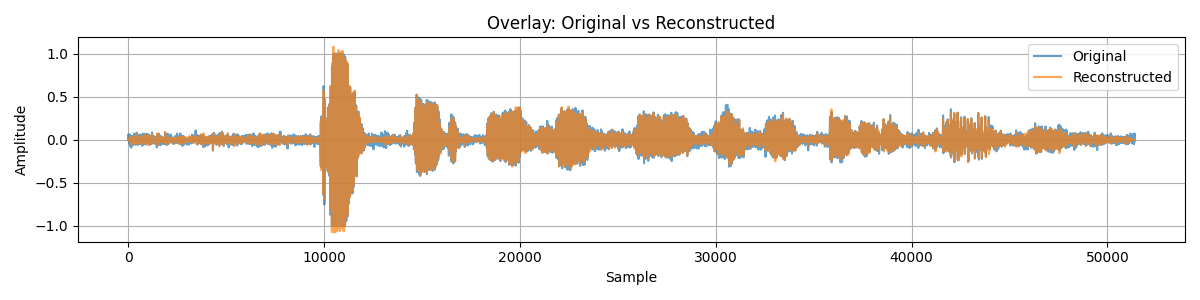 Overlay: Original vs Reconstructed
Original
Reconstructed
Amplitude
1.0
0.5
0.0
−0.5
−1.0
0 10000 20000 30000 40000 50000
Sample